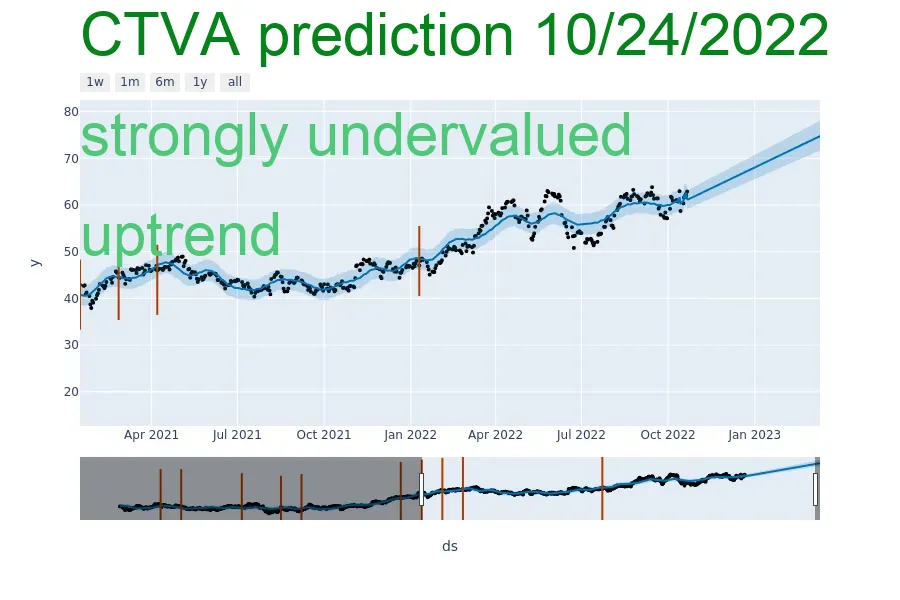 CTVA prediction 10/24/2022
1w 1m 6m 1y all
80
strongly undervalued
70
60
uptrend
50
y
40
30
20
Apr 2021 Jul 2021 Oct 2021 Jan 2022 Apr 2022 Jul 2022 Oct 2022 Jan 2023
ds